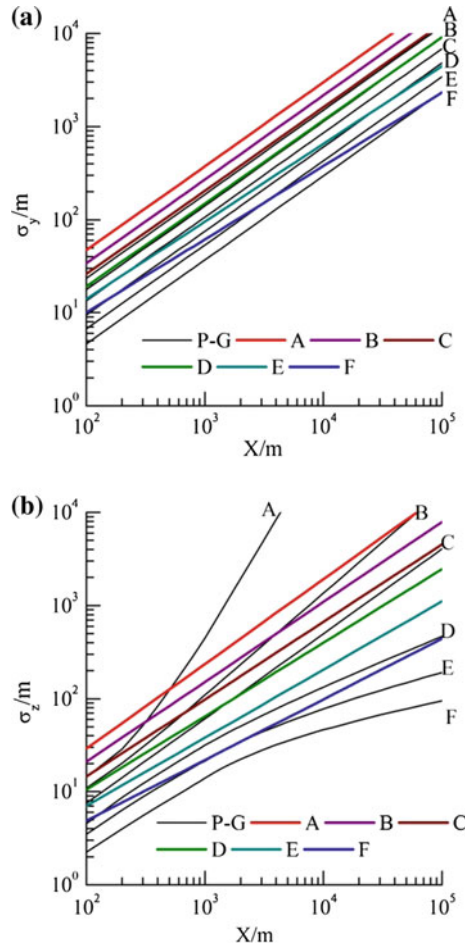 (a)
10⁴
A
B
C
D
E
F
10³
σy/m
10²
10¹
P-G A B C
D E F
10⁰
10² 10³ 10⁴ 10⁵
X/m
(b)
10⁴
A
B
C
10³
σz/m
D
10²
E
F
10¹
P-G A B C
D E F
10⁰
10² 10³ 10⁴ 10⁵
X/m